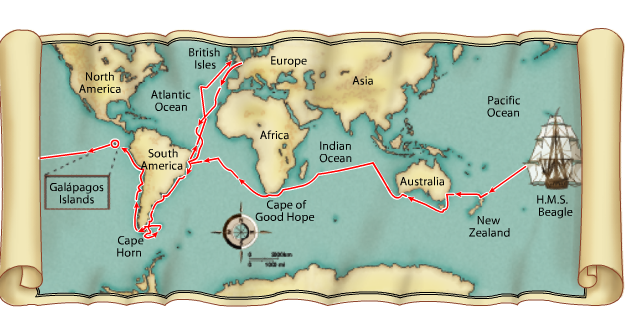 British
Isles
Europe
North
America
Asia
Atlantic
Ocean
Pacific
Ocean
Africa
Indian
Ocean
South
America
Australia
Galápagos
Islands
Cape of
Good Hope
H.M.S.
Beagle
New
Zealand
Cape
Horn